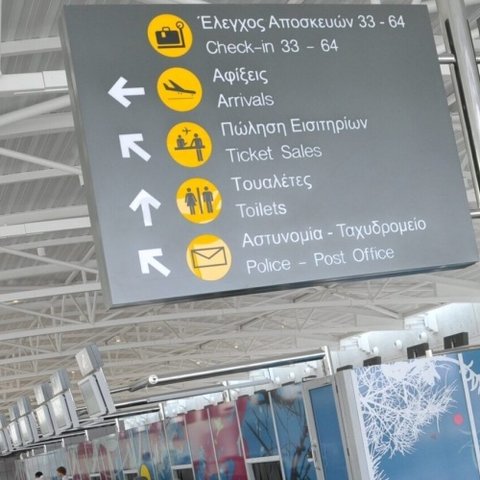 Έλεγχος Αποσκευών 33 - 64
Check-in 33 - 64
Αφίξεις
Arrivals
Πώληση Εισιτηρίων
Ticket Sales
Τουαλέτες
Toilets
Αστυνομία - Ταχυδρομείο
Police - Post Office